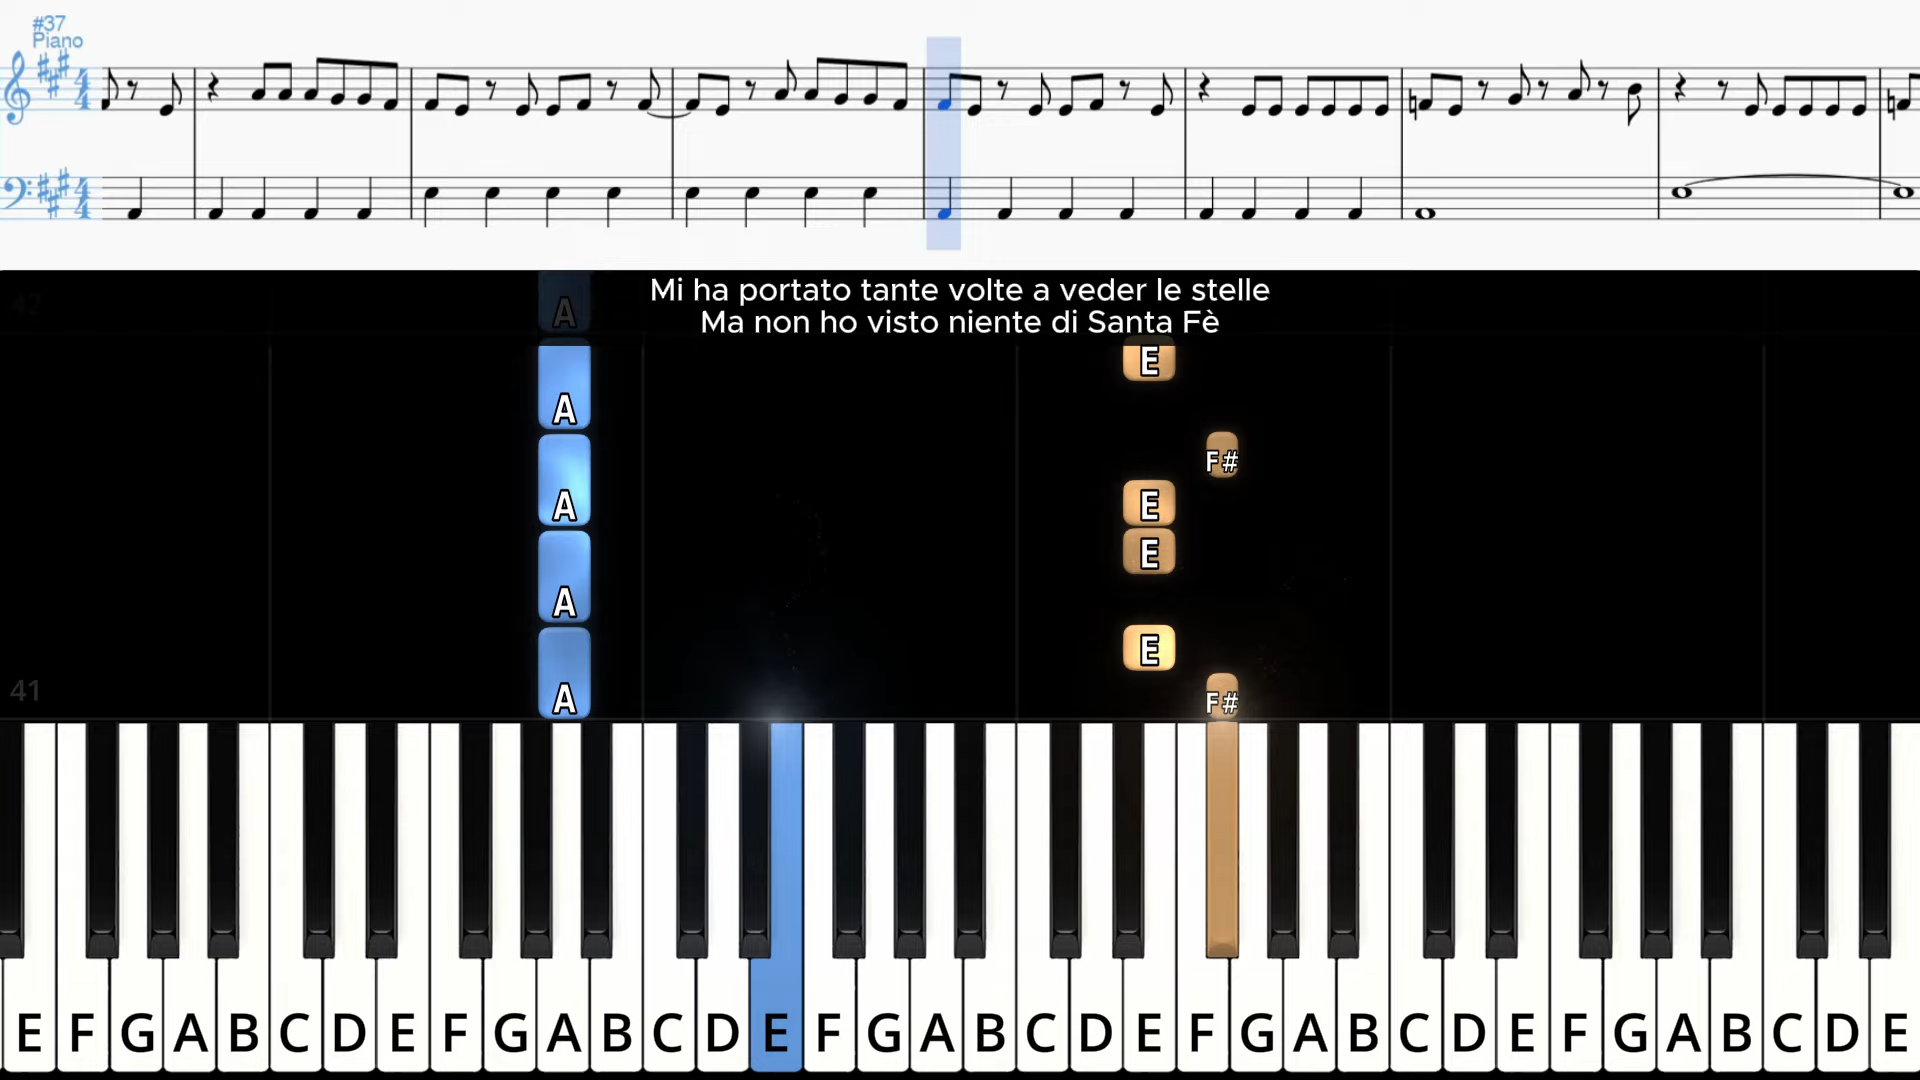 #37
Piano
42
Mi ha portato tante volte a veder le stelle
Ma non ho visto niente di Santa Fè
A
A
E
A
F#
E
A
E
A
E
41
A
F#
E F G A B C D E F G A B C D E F G A B C D E F G A B C D E F G A B C D E